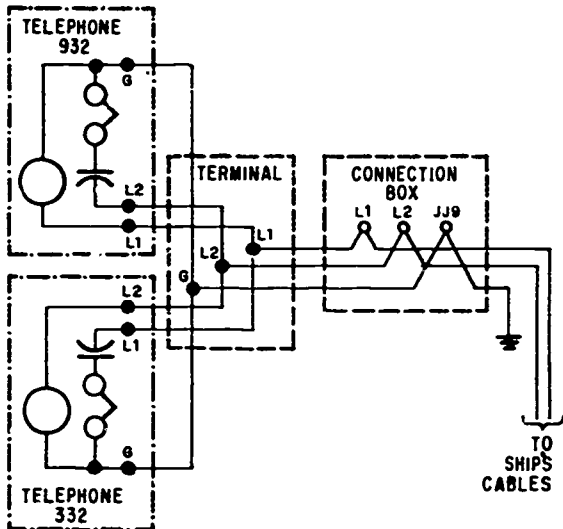 TELEPHONE
932
G
L2
L1
TERMINAL
L1
L2
G
CONNECTION
BOX
L1 L2 JJ9
L2
L1
G
TELEPHONE
332
TO
SHIPS
CABLES